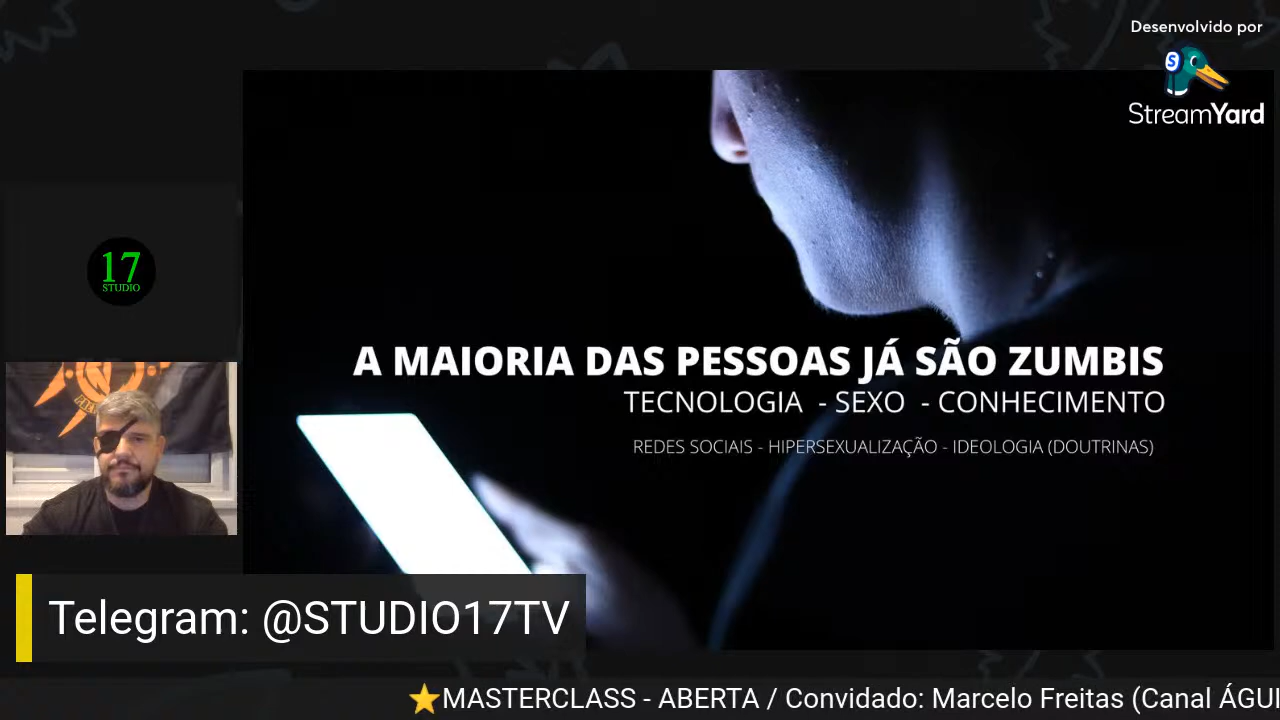 Desenvolvido por
StreamYard
17
STUDIO
A MAIORIA DAS PESSOAS JÁ SÃO ZUMBIS
TECNOLOGIA - SEXO - CONHECIMENTO
REDES SOCIAIS - HIPERSEXUALIZAÇÃO - IDEOLOGIA (DOUTRINAS)
Telegram: @STUDIO17TV
⭐MASTERCLASS - ABERTA / Convidado: Marcelo Freitas (Canal ÁGUI